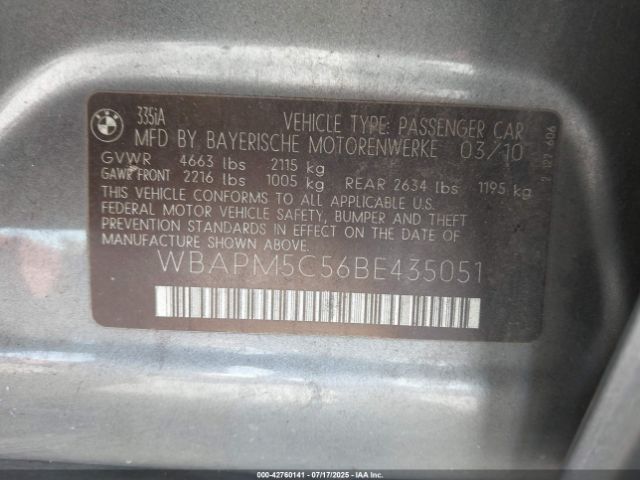 BMW
335iA
VEHICLE TYPE: PASSENGER CAR
MFD BY BAYERISCHE MOTORENWERKE 03/10
GVWR 4663 lbs 2115 kg
GAWR FRONT 2216 lbs 1005 kg REAR 2634 lbs 1195 kg
THIS VEHICLE CONFORMS TO ALL APPLICABLE U.S.
FEDERAL MOTOR VEHICLE SAFETY, BUMPER AND THEFT
PREVENTION STANDARDS IN EFFECT ON THE DATE OF
MANUFACTURE SHOWN ABOVE.
WBAPM5C56BE435051
000-42760141 - 07/17/2025 - IAAI.COM